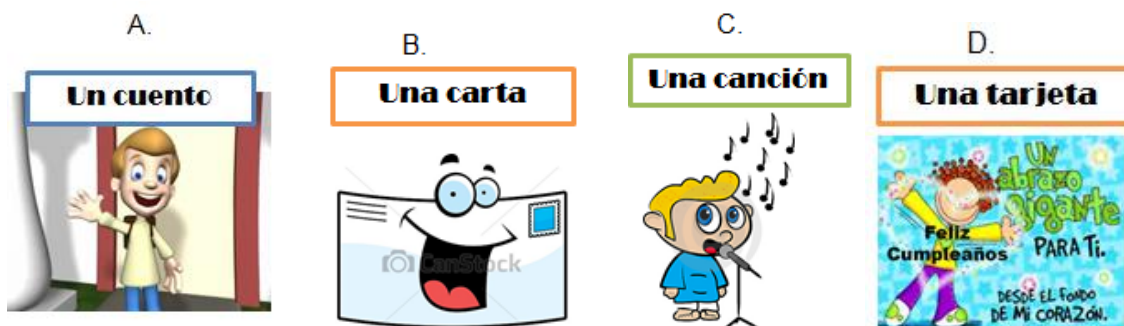 A.
Un cuento
B.
Una carta
CanStock
C.
Una canción
D.
Una tarjeta
UN
abrazo
gigante
PARA Ti.
Feliz
Cumpleaños
DESDE EL FONDO
DE Mi CORAZÓN.